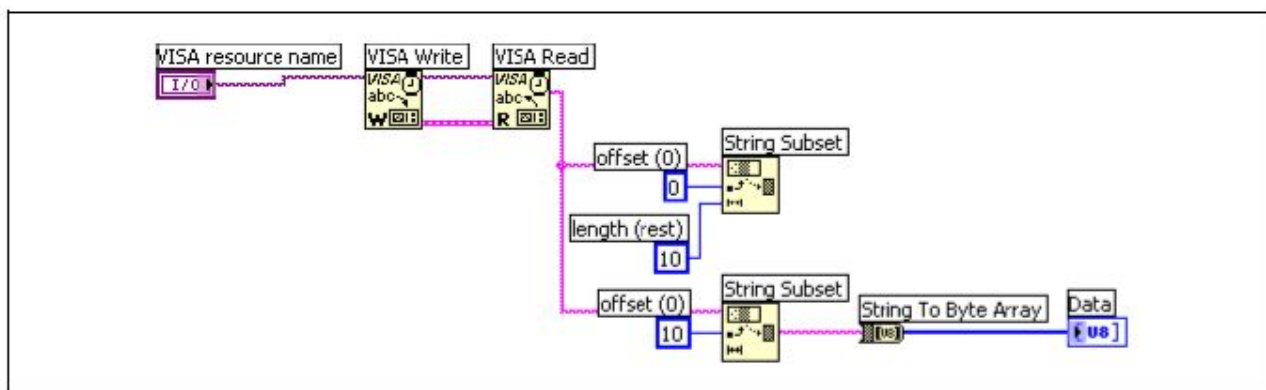 VISA resource name
VISA Write
VISA Read
I/O
VISA
abc
W
VISA
abc
R
offset (0)
String Subset
0
length (rest)
10
offset (0)
String Subset
10
String To Byte Array
[U8]
Data
U8]